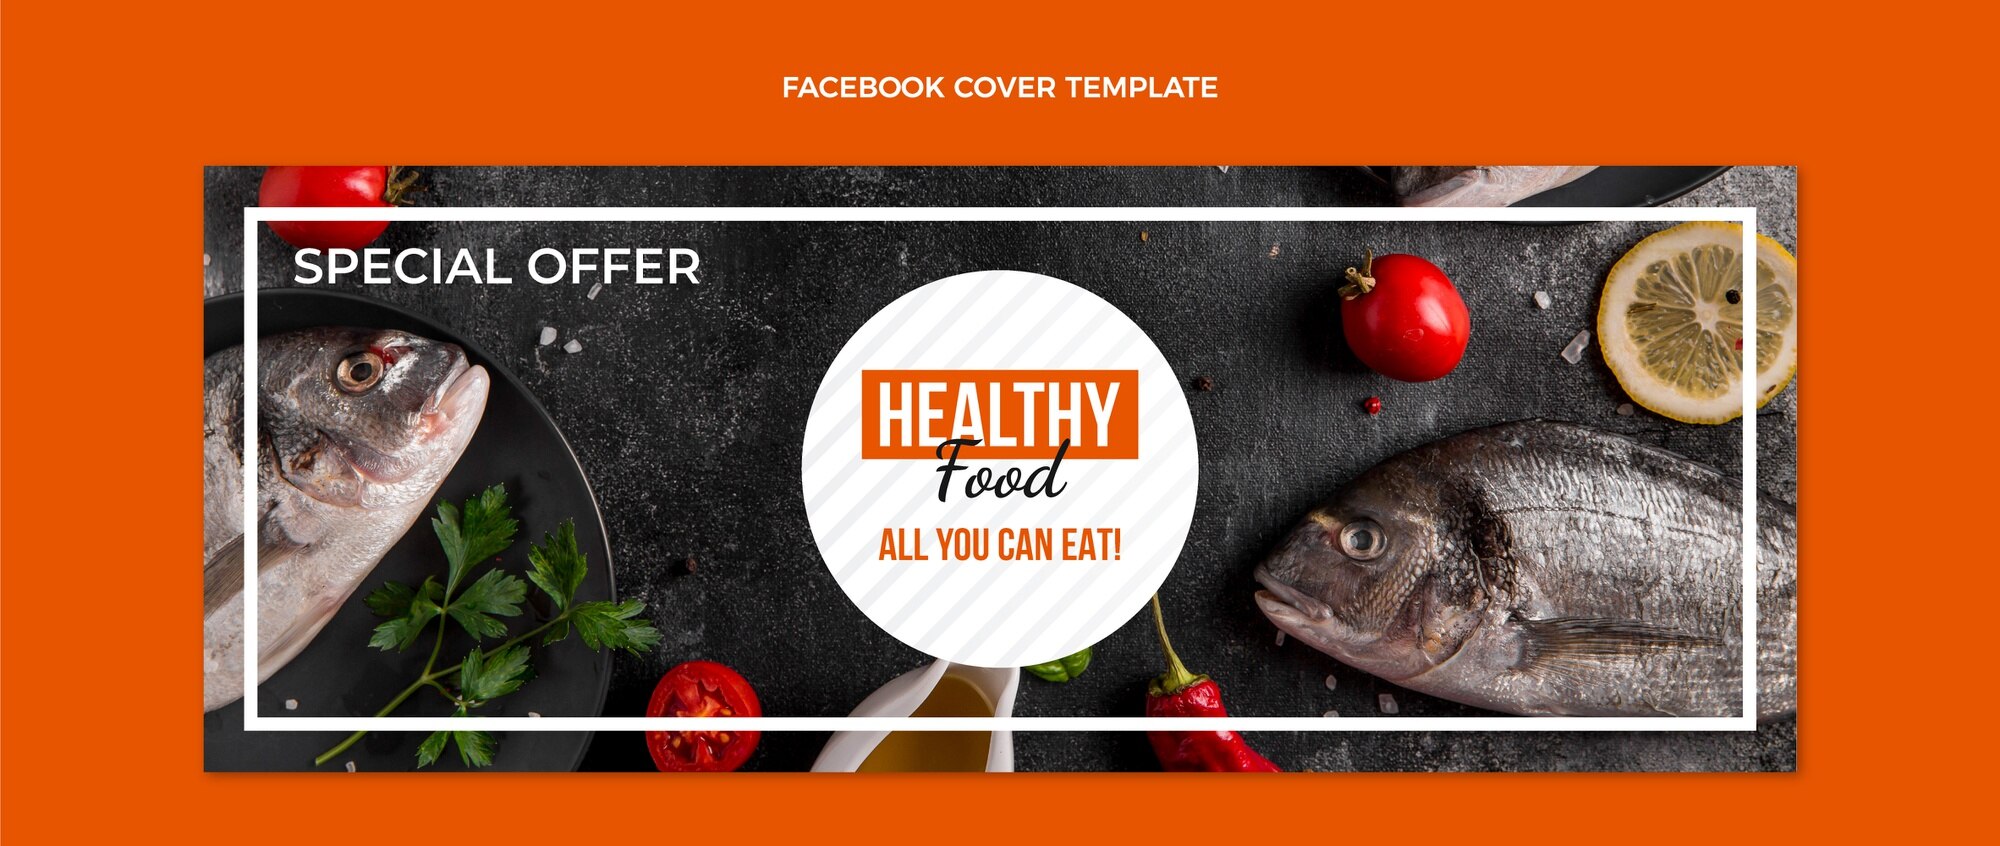 FACEBOOK COVER TEMPLATE
SPECIAL OFFER
HEALTHY
Food
ALL YOU CAN EAT!